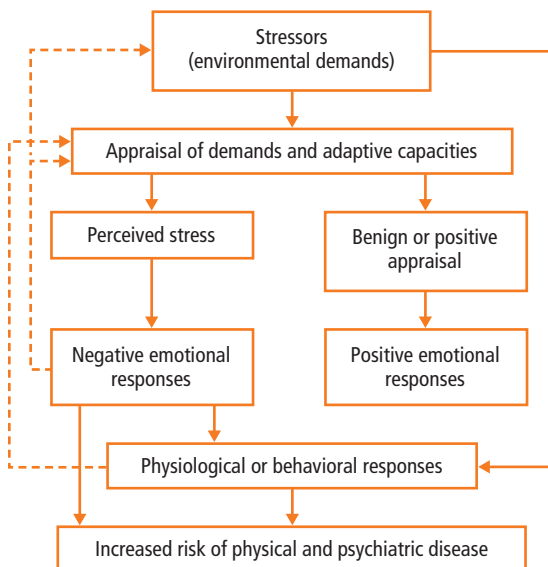 Stressors
(environmental demands)
Appraisal of demands and adaptive capacities
Perceived stress
Benign or positive
appraisal
Negative emotional
responses
Positive emotional
responses
Physiological or behavioral responses
Increased risk of physical and psychiatric disease